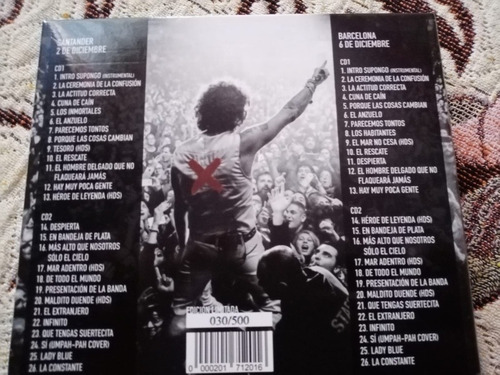 SANTANDER
2 DE DICIEMBRE
CD1
1. INTRO SUPONGO (INSTRUMENTAL)
2. LA CEREMONIA DE LA CONFUSIÓN
3. LA ACTITUD CORRECTA
4. CUNA DE CAÍN
5. LOS INMORTALES
6. EL ANZUELO
7. PARECEMOS TONTOS
8. PORQUE LAS COSAS CAMBIAN
9. TESORO (HDS)
10. EL RESCATE
11. EL HOMBRE DELGADO QUE NO
FLAQUEARÁ JAMÁS
12. HAY MUY POCA GENTE
13. HÉROE DE LEYENDA (HDS)
CD2
14. DESPIERTA
15. EN BANDEJA DE PLATA
16. MÁS ALTO QUE NOSOTROS
SÓLO EL CIELO
17. MAR ADENTRO (HDS)
18. DE TODO EL MUNDO
19. PRESENTACIÓN DE LA BANDA
20. MALDITO DUENDE (HDS)
21. EL EXTRANJERO
22. INFINITO
23. QUE TENGAS SUERTECITA
24. SÍ (UMPAH-PAH COVER)
25. LADY BLUE
26. LA CONSTANTE
BARCELONA
6 DE DICIEMBRE
CD1
1. INTRO SUPONGO (INSTRUMENTAL)
2. LA CEREMONIA DE LA CONFUSIÓN
3. LA ACTITUD CORRECTA
4. CUNA DE CAÍN
5. PORQUE LAS COSAS CAMBIAN
6. EL ANZUELO
7. PARECEMOS TONTOS
8. LOS HABITANTES
9. EL MAR NO CESA (HDS)
10. EL RESCATE
11. DESPIERTA
12. EL HOMBRE DELGADO QUE NO
FLAQUEARÁ JAMÁS
13. HAY MUY POCA GENTE
CD2
14. HÉROE DE LEYENDA (HDS)
15. EN BANDEJA DE PLATA
16. MÁS ALTO QUE NOSOTROS
SÓLO EL CIELO
17. MAR ADENTRO (HDS)
18. DE TODO EL MUNDO
19. PRESENTACIÓN DE LA BANDA
20. MALDITO DUENDE (HDS)
21. QUE TENGAS SUERTECITA
22. EL EXTRANJERO
23. INFINITO
24. SÍ (UMPAH-PAH COVER)
25. LADY BLUE
26. LA CONSTANTE
EDICIÓN LIMITADA
030/500
0 000201 712016